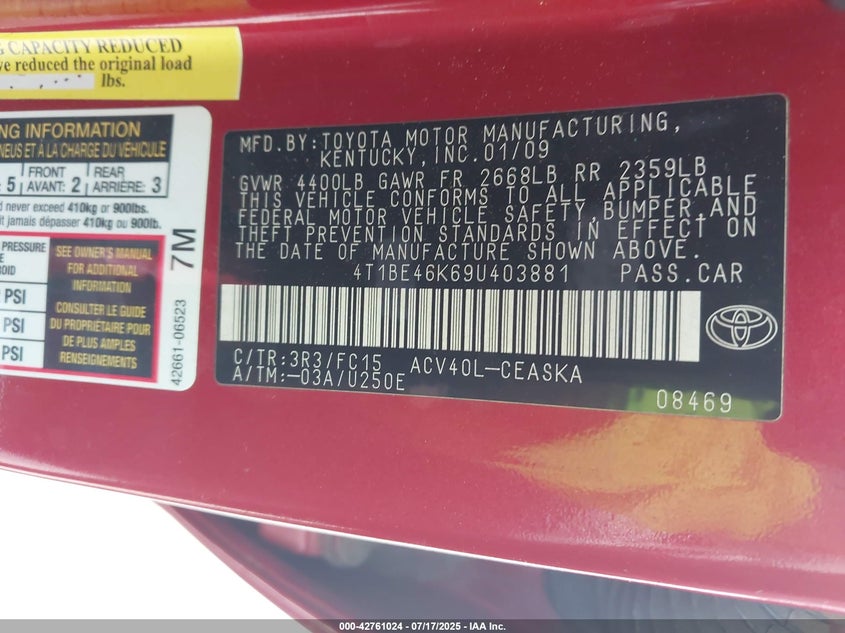 G CAPACITY REDUCED
ve reduced the original load
lbs.
NG INFORMATION
NEUS ET À LA CHARGE DU VÉHICULE
5 FRONT AVANT: 2 REAR ARRIÈRE: 3
d never exceed 410kg or 900lbs.
it jamais dépasser 410kg ou 900lbs.
PRESSURE
PSI
PSI
PSI
SEE OWNER'S MANUAL
FOR ADDITIONAL
INFORMATION
CONSULTER LE GUIDE
DU PROPRIÉTAIRE POUR
DE PLUS AMPLES
RENSEIGNEMENTS
7M
42661-06523
MFD.BY:TOYOTA MOTOR MANUFACTURING,
KENTUCKY,INC.01/09
GVWR 4400LB GAWR FR 2668LB RR 2359LB
THIS VEHICLE CONFORMS TO ALL APPLICABLE
FEDERAL MOTOR VEHICLE SAFETY,BUMPER,AND
THEFT PREVENTION STANDARDS IN EFFECT ON
THE DATE OF MANUFACTURE SHOWN ABOVE.
4T1BE46K69U403881 PASS.CAR
C/TR:3R3/FC15 ACV40L-CEASKA
A/TM:-03A/U250E
08469
000-42761024 / 07/17/2025 - IAA Inc.